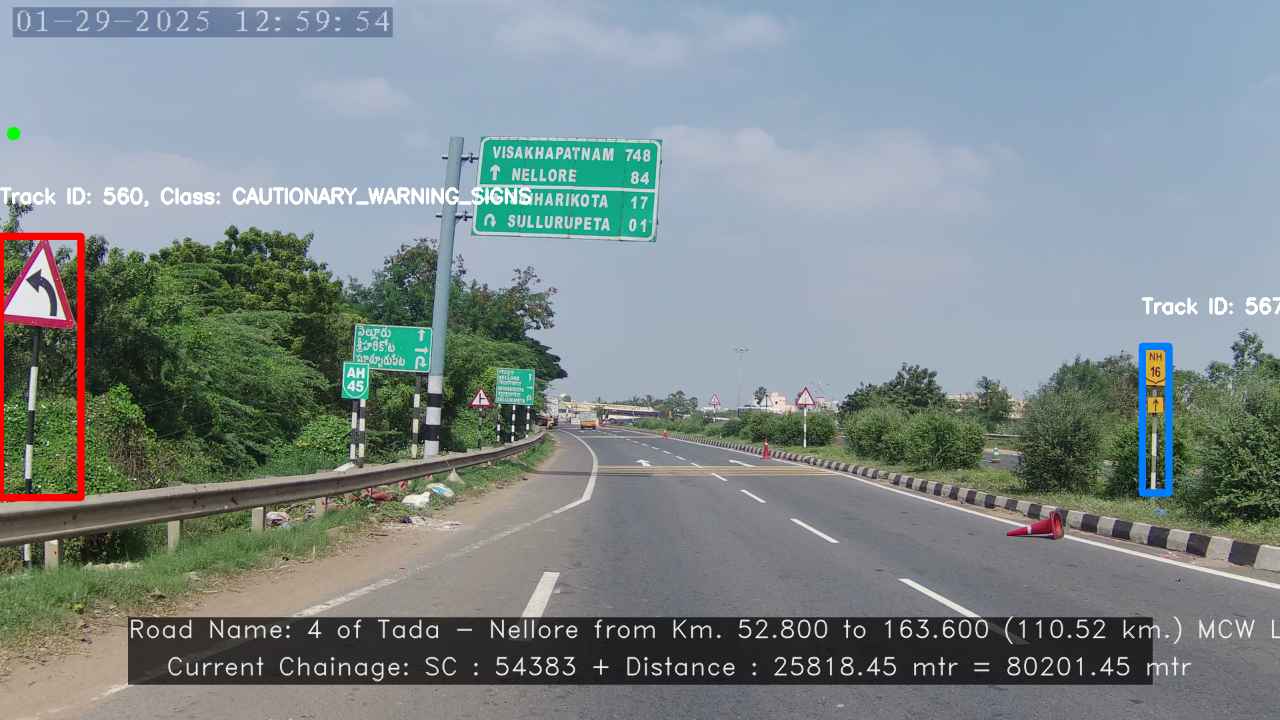 01-29-2025 12:59:54
VISAKHAPATNAM 748
NELLORE 84
HARIKOTA 17
SULLURUPETA 01
Track ID: 560, Class: CAUTIONARY_WARNING_SIGNS
Track ID: 567
నెల్లూరు
శ్రీహరికోట
సూళ్ళూరుపేట
AH
45
NELLORE
NH
16
Road Name: 4 of Tada - Nellore from Km. 52.800 to 163.600 (110.52 km.) MCW L
Current Chainage: SC : 54383 + Distance : 25818.45 mtr = 80201.45 mtr